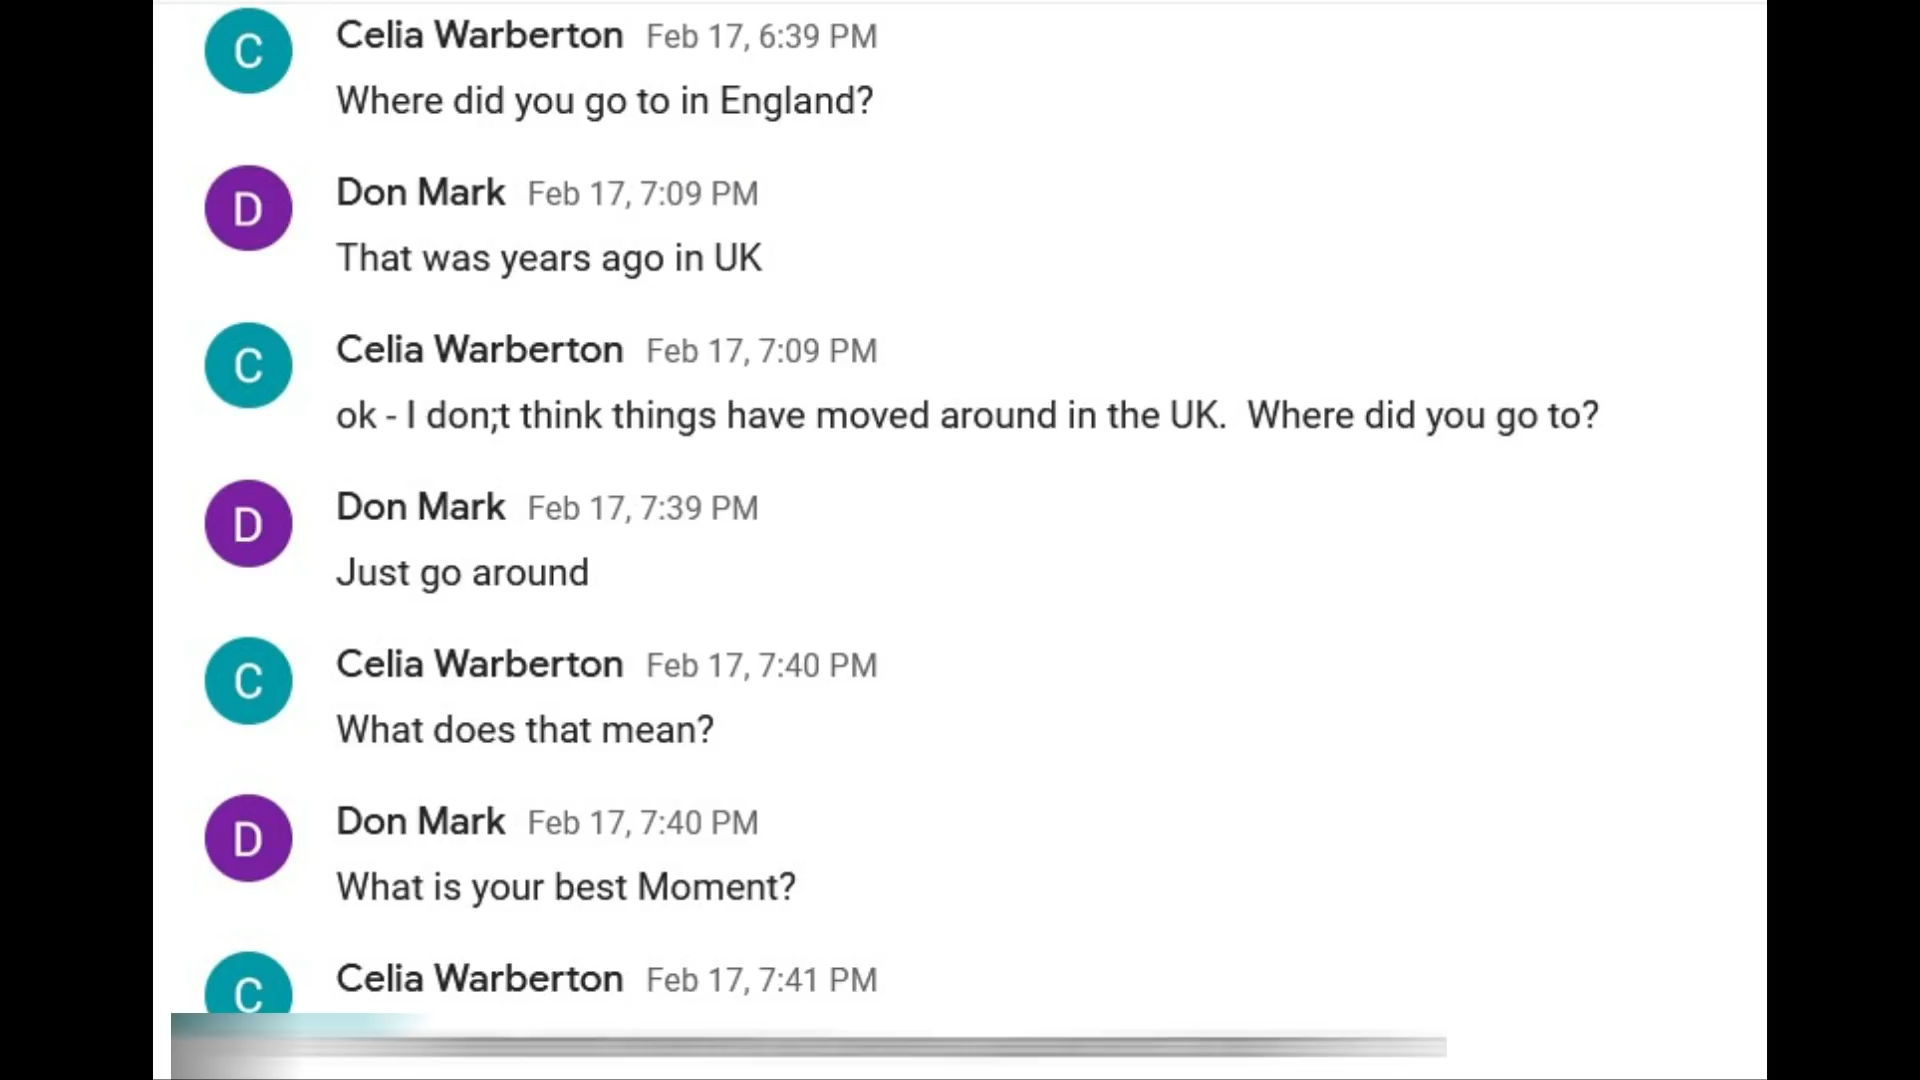 C
Celia Warberton Feb 17, 6:39 PM
Where did you go to in England?
D
Don Mark Feb 17, 7:09 PM
That was years ago in UK
C
Celia Warberton Feb 17, 7:09 PM
ok - I don;t think things have moved around in the UK.  Where did you go to?
D
Don Mark Feb 17, 7:39 PM
Just go around
C
Celia Warberton Feb 17, 7:40 PM
What does that mean?
D
Don Mark Feb 17, 7:40 PM
What is your best Moment?
C
Celia Warberton Feb 17, 7:41 PM